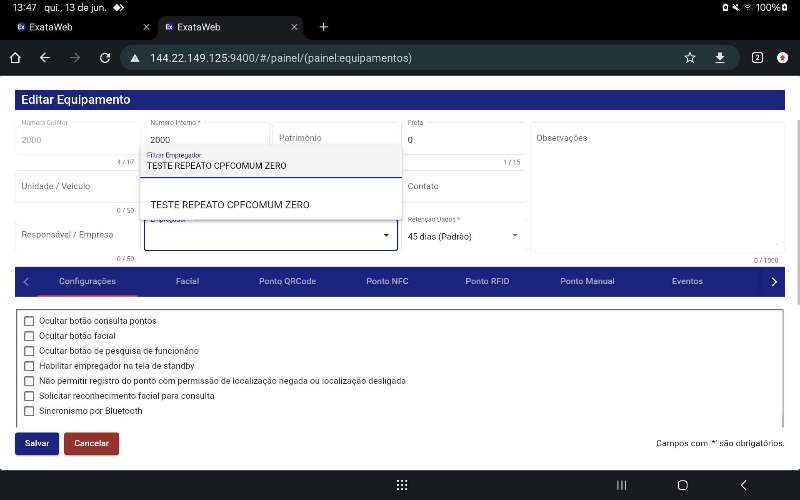 13:47 qui., 13 de jun. 100%
Ex ExataWeb
Ex ExataWeb
144.22.149.125:9400/#/painel/(painel:equipamentos)
2
Editar Equipamento
Número Coletor
2000
4 / 17
Número Interno *
2000
Patrimônio
Frota
0
1 / 15
Observações
0 / 1000
Filtrar Empregador
TESTE REPEATO CPFCOMUM ZERO
TESTE REPEATO CPFCOMUM ZERO
Unidade / Veículo
0 / 50
Contato
Responsável / Empresa
0 / 50
Empregador
Retenção Dados *
45 dias (Padrão)
Configurações
Facial
Ponto QRCode
Ponto NFC
Ponto RFID
Ponto Manual
Eventos
Ocultar botão consulta pontos
Ocultar botão facial
Ocultar botão de pesquisa de funcionário
Habilitar empregador na tela de standby
Não permitir registro do ponto com permissão de localização negada ou localização desligada
Solicitar reconhecimento facial para consulta
Sincronismo por Bluetooth
Salvar
Cancelar
Campos com '*' são obrigatórios.